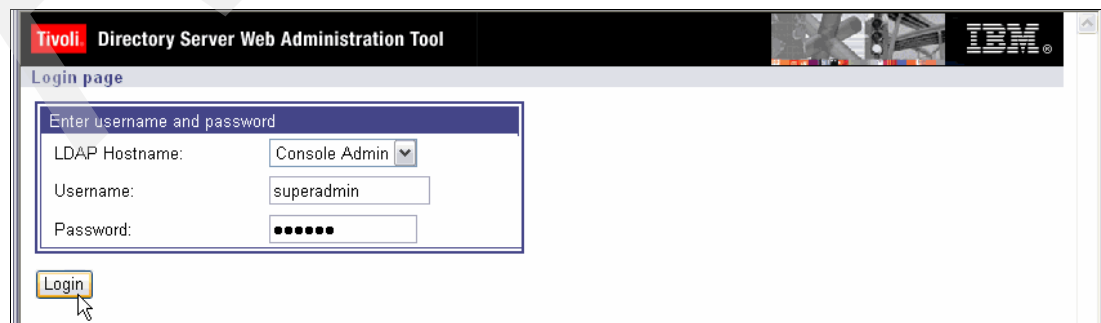 Tivoli. Directory Server Web Administration Tool IBM®
Login page
Enter username and password
LDAP Hostname: Console Admin
Username: superadmin
Password: ●●●●●●
Login